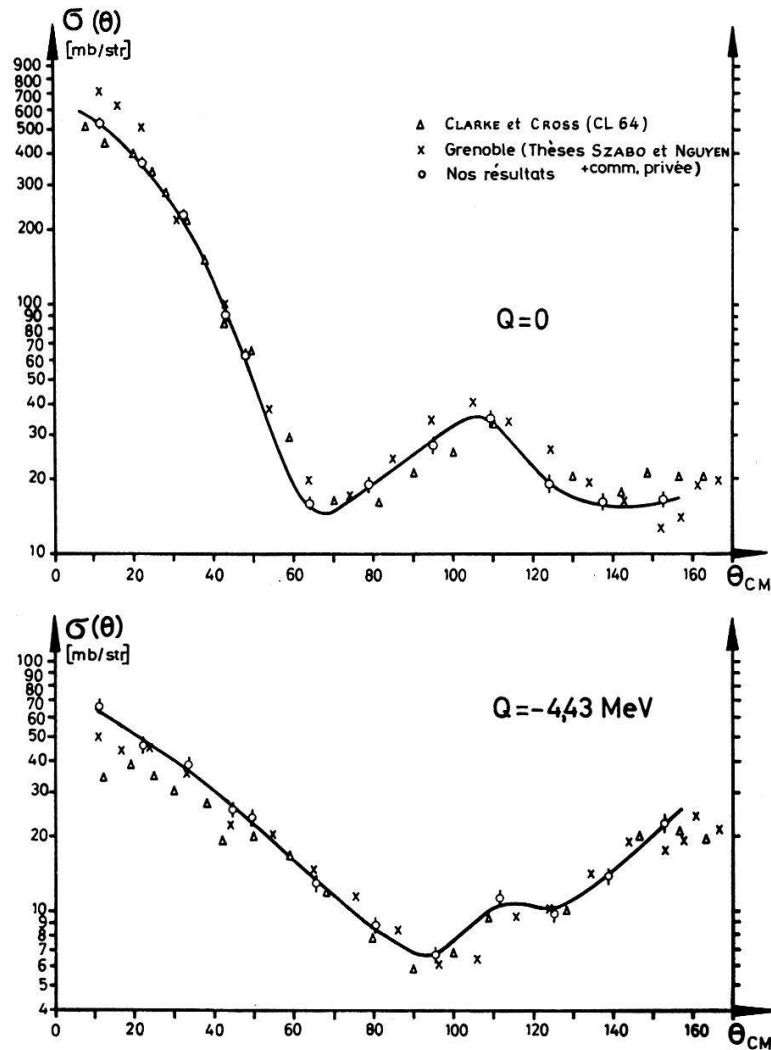 σ(θ)
[mb/str]
900
800
700
600
500
400
300
200
100
90
80
70
60
50
40
30
20
10
Δ CLARKE et CROSS (CL 64)
x Grenoble (Thèses SZABO et NGUYEN
+comm. privée)
o Nos résultats
Q=0
0 20 40 60 80 100 120 140 160 θCM
σ(θ)
[mb/str]
100
90
80
70
60
50
40
30
20
10
9
8
7
6
5
4
Q=-4,43 MeV
0 20 40 60 80 100 120 140 160 θCM